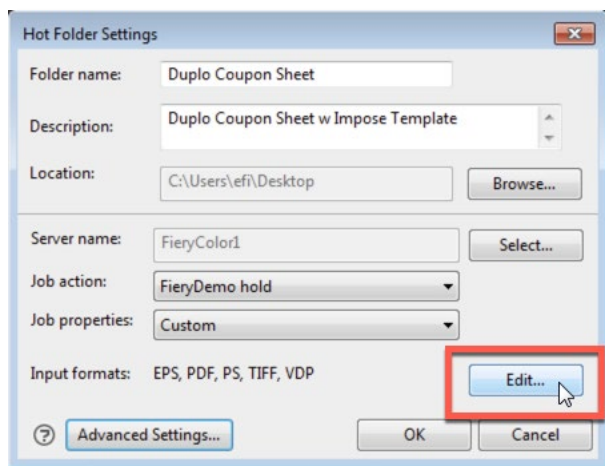 Hot Folder Settings
Folder name: Duplo Coupon Sheet
Description: Duplo Coupon Sheet w Impose Template
Location: C:\Users\efi\Desktop Browse...
Server name: FieryColor1 Select...
Job action: FieryDemo hold
Job properties: Custom
Input formats: EPS, PDF, PS, TIFF, VDP Edit...
? Advanced Settings... OK Cancel